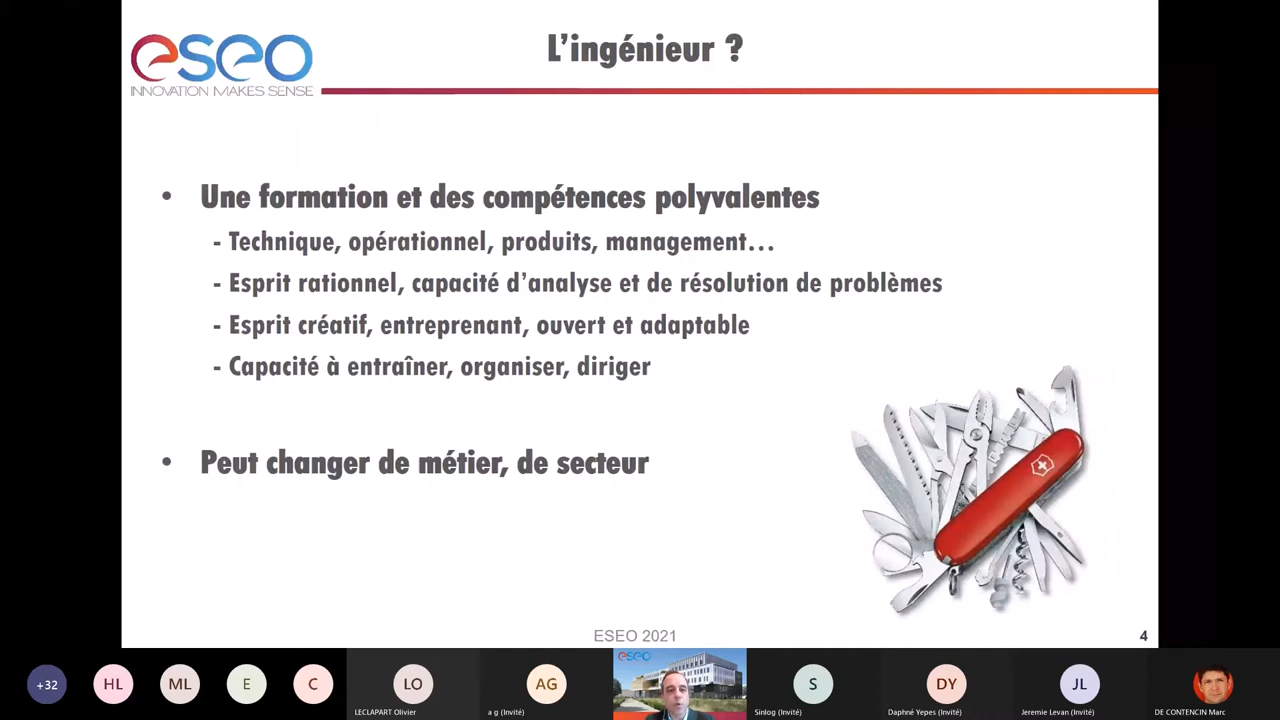 eseo
INNOVATION MAKES SENSE
L'ingénieur ?
• Une formation et des compétences polyvalentes
- Technique, opérationnel, produits, management...
- Esprit rationnel, capacité d'analyse et de résolution de problèmes
- Esprit créatif, entreprenant, ouvert et adaptable
- Capacité à entraîner, organiser, diriger
• Peut changer de métier, de secteur
ESEO 2021
4
+32
HL
ML
E
C
LO
LECLAPART Olivier
AG
a g (Invité)
eseo
S
Sinlog (Invité)
DY
Daphné Yepes (Invité)
JL
Jeremie Levan (Invité)
DE CONTENCIN Marc